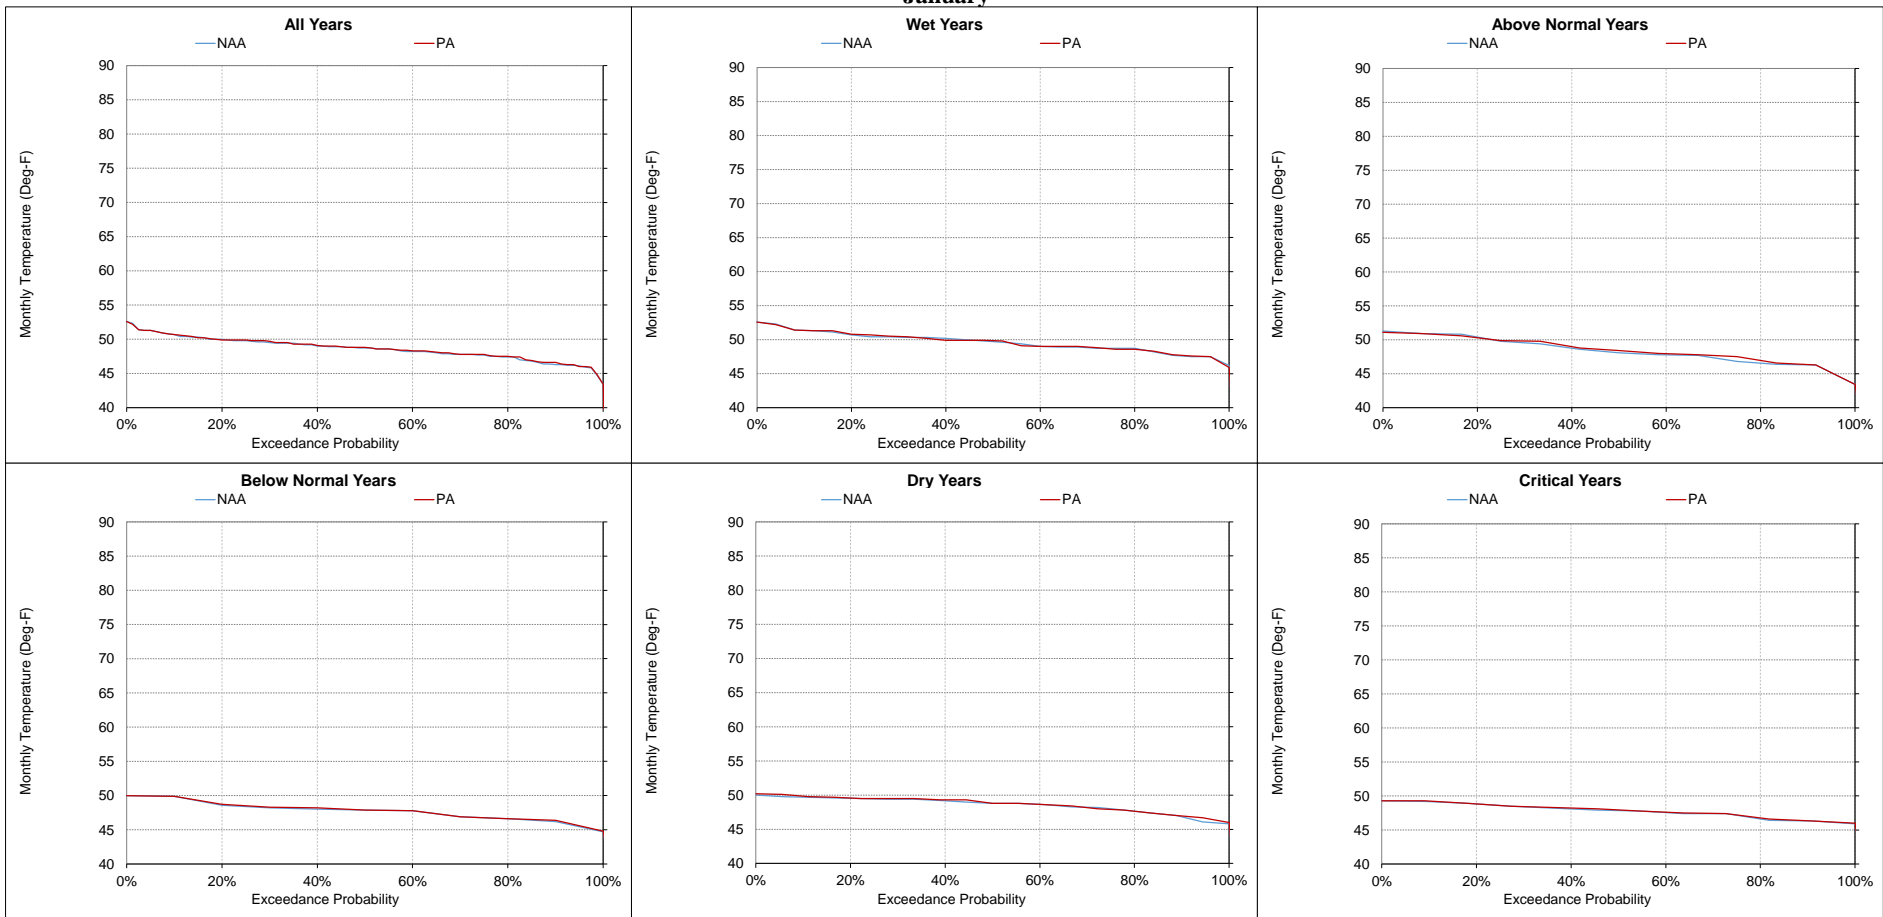 January
All Years
NAA PA
90
85
80
75
70
65
60
55
50
45
40
0% 20% 40% 60% 80% 100%
Monthly Temperature (Deg-F)
Exceedance Probability
Wet Years
NAA PA
90
85
80
75
70
65
60
55
50
45
40
0% 20% 40% 60% 80% 100%
Monthly Temperature (Deg-F)
Exceedance Probability
Above Normal Years
NAA PA
90
85
80
75
70
65
60
55
50
45
40
0% 20% 40% 60% 80% 100%
Monthly Temperature (Deg-F)
Exceedance Probability
Below Normal Years
NAA PA
90
85
80
75
70
65
60
55
50
45
40
0% 20% 40% 60% 80% 100%
Monthly Temperature (Deg-F)
Exceedance Probability
Dry Years
NAA PA
90
85
80
75
70
65
60
55
50
45
40
0% 20% 40% 60% 80% 100%
Monthly Temperature (Deg-F)
Exceedance Probability
Critical Years
NAA PA
90
85
80
75
70
65
60
55
50
45
40
0% 20% 40% 60% 80% 100%
Monthly Temperature (Deg-F)
Exceedance Probability